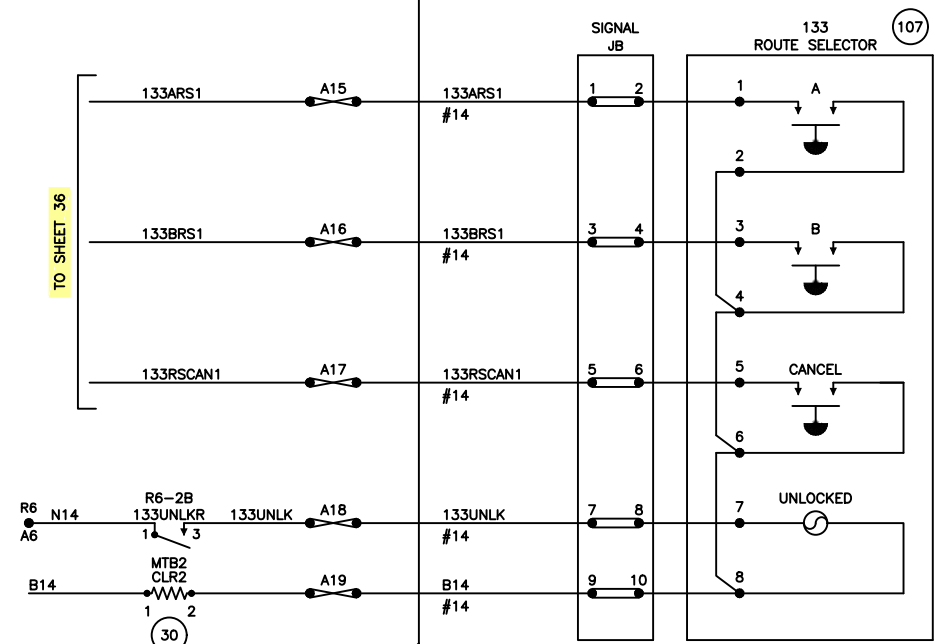 107
133
ROUTE SELECTOR
SIGNAL
JB
133ARS1
A15
133ARS1
#14
1 2
1
A
2
TO SHEET 36
133BRS1
A16
133BRS1
#14
3 4
3
B
4
133RSCAN1
A17
133RSCAN1
#14
5 6
5
CANCEL
6
R6
A6
N14
R6-2B
133UNLKR
1 3
133UNLK
A18
133UNLK
#14
7 8
7
UNLOCKED
B14
MTB2
CLR2
1 2
30
A19
B14
#14
9 10
8